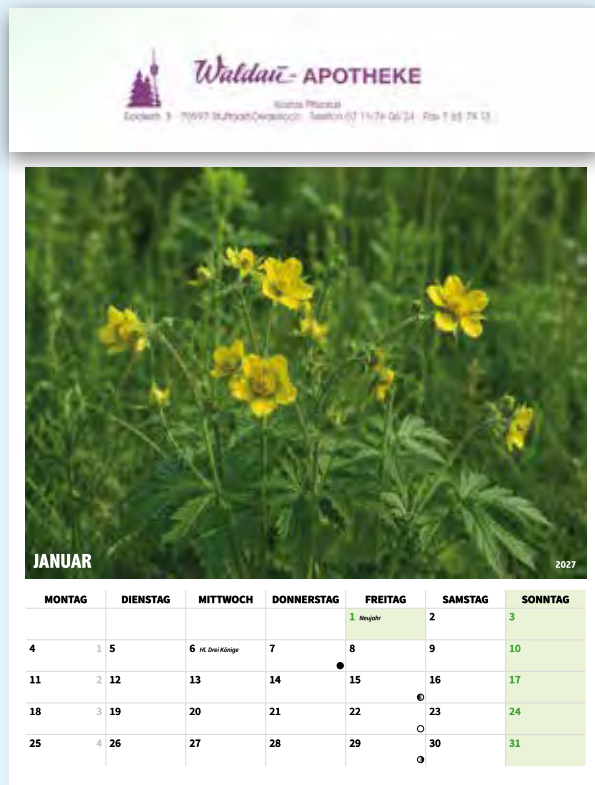 Waldau - APOTHEKE
JANUAR
2027
MONTAG DIENSTAG MITTWOCH DONNERSTAG FREITAG SAMSTAG SONNTAG
1 Neujahr 2 3
4 1 5 6 Hl. Drei Könige 7 8 9 10
11 2 12 13 14 15 16 17
18 3 19 20 21 22 23 24
25 4 26 27 28 29 30 31